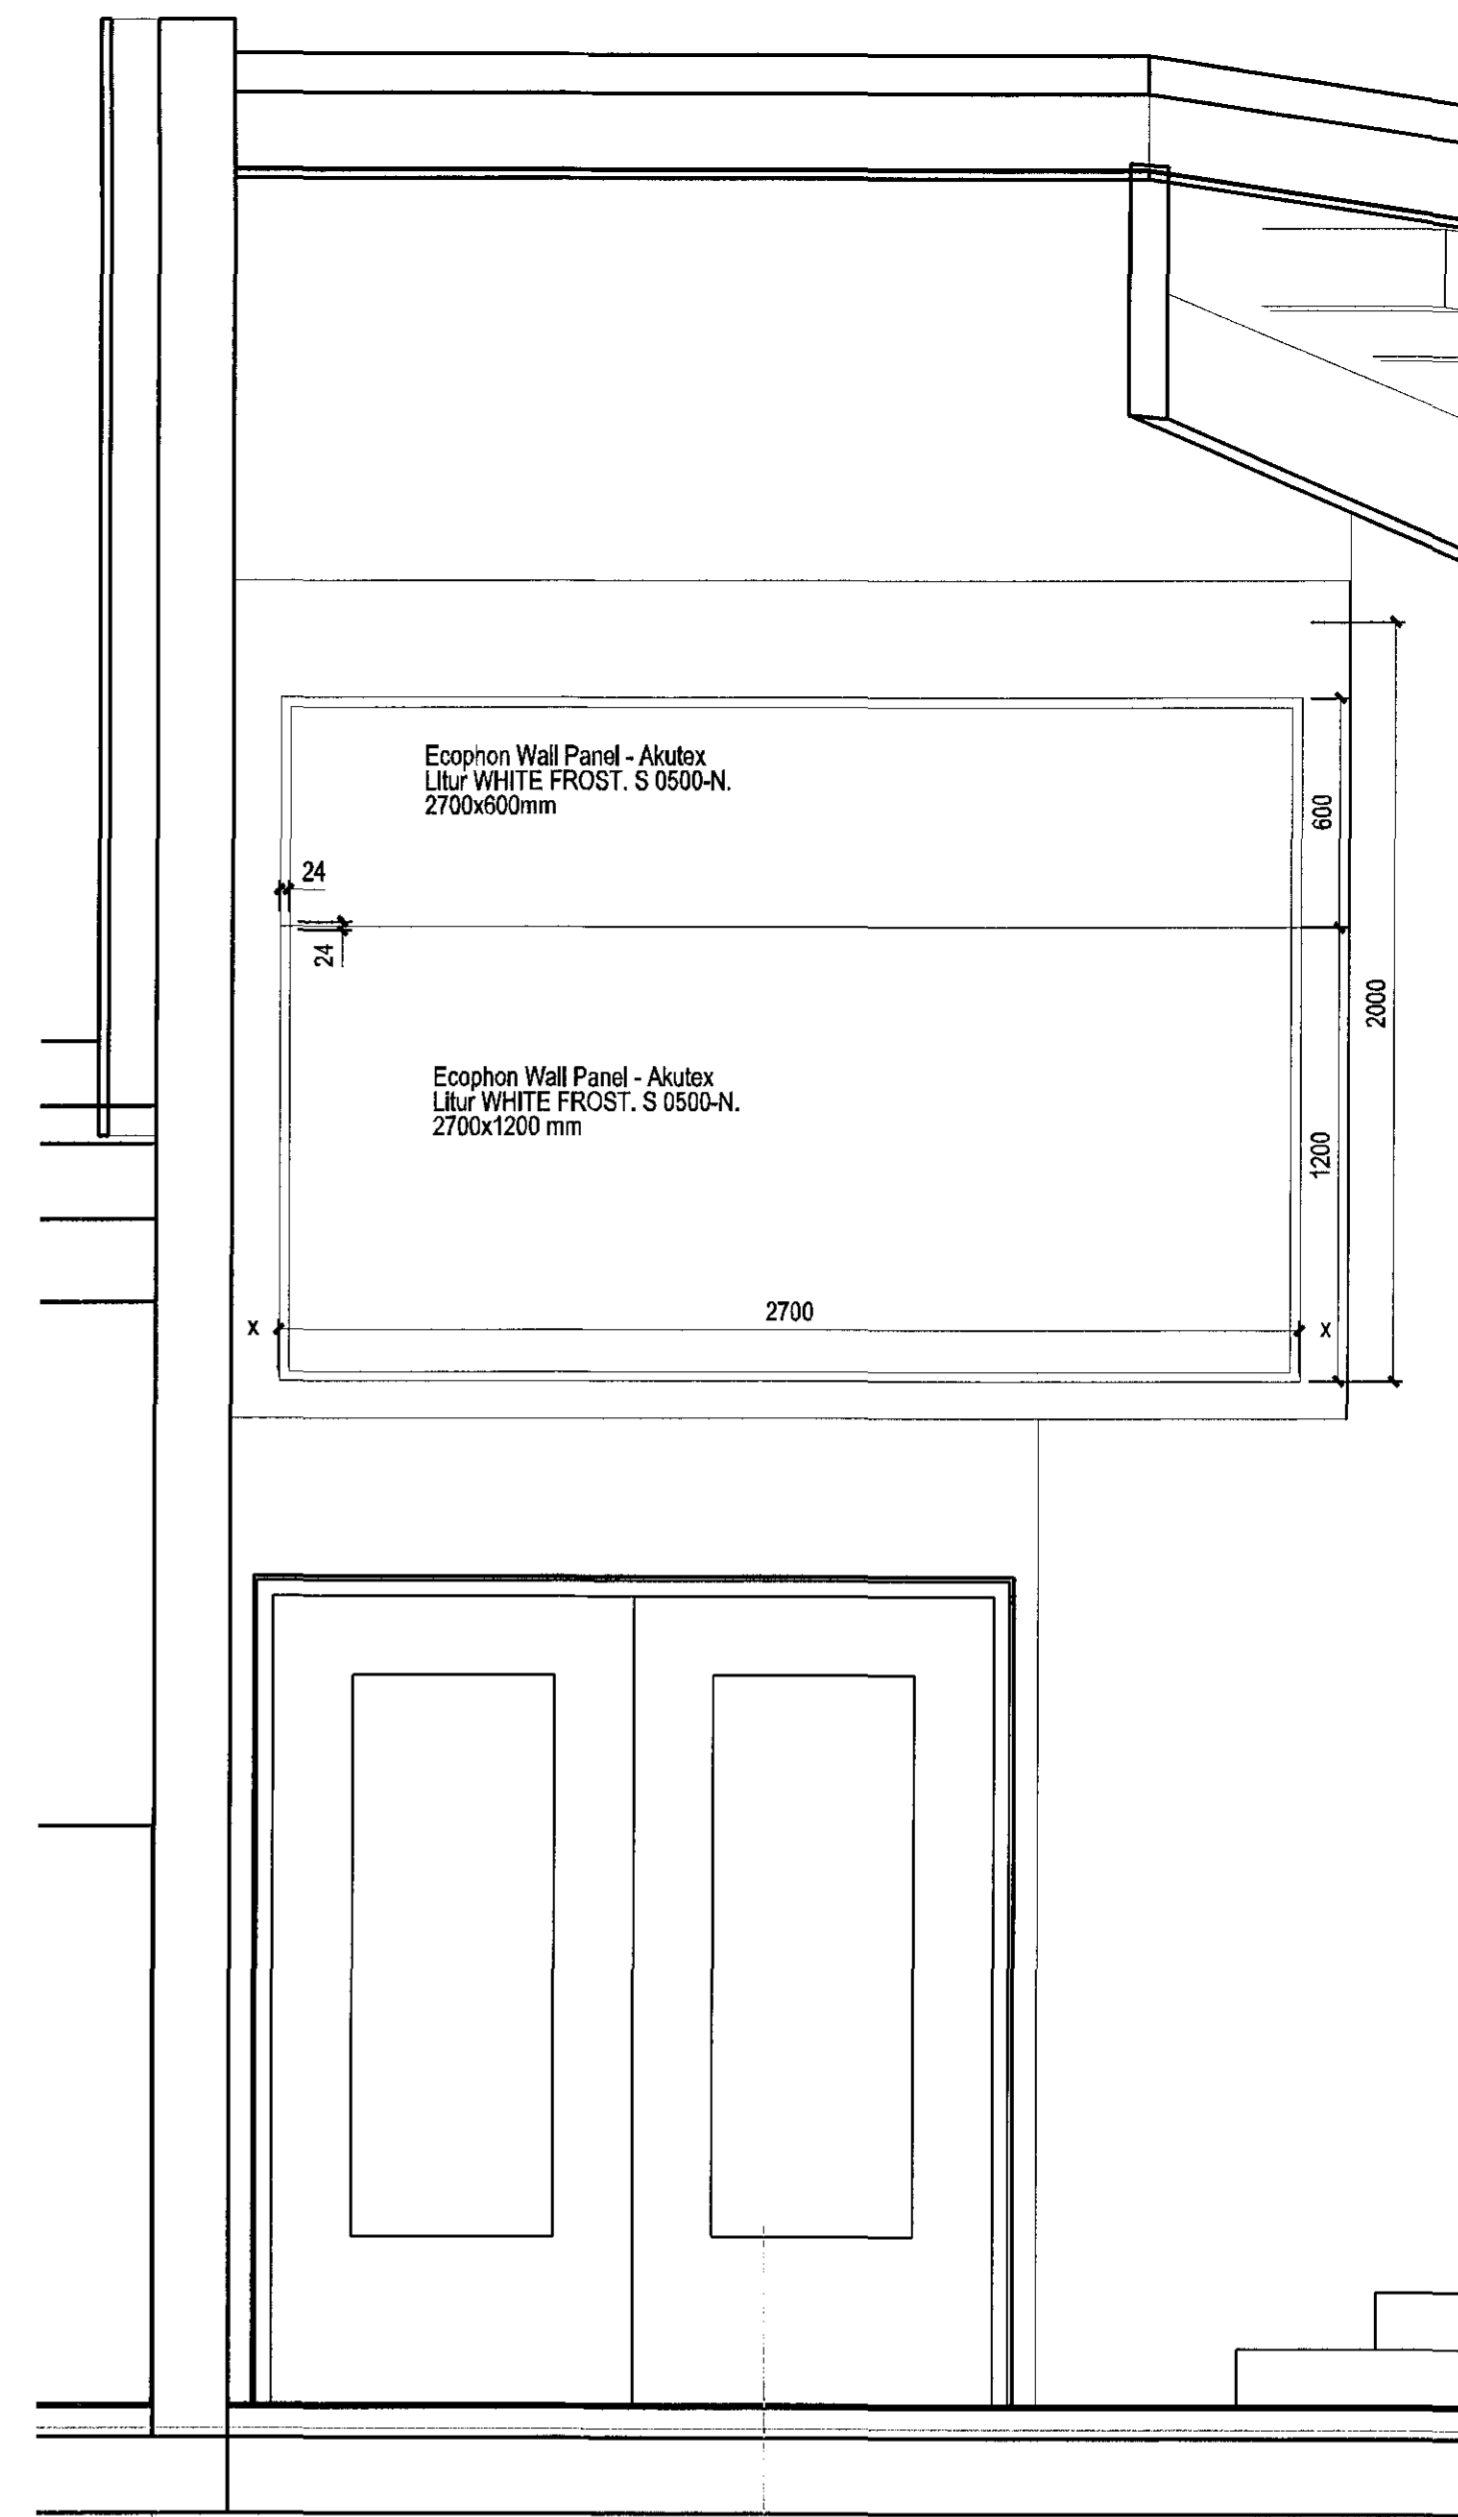 Ecophon Wall Panel - Akutex
Litur WHITE FROST. S 0500-N.
2700x600mm
600
24
24
2000
Ecophon Wall Panel - Akutex
Litur WHITE FROST. S 0500-N.
2700x1200 mm
1200
2700
x
x